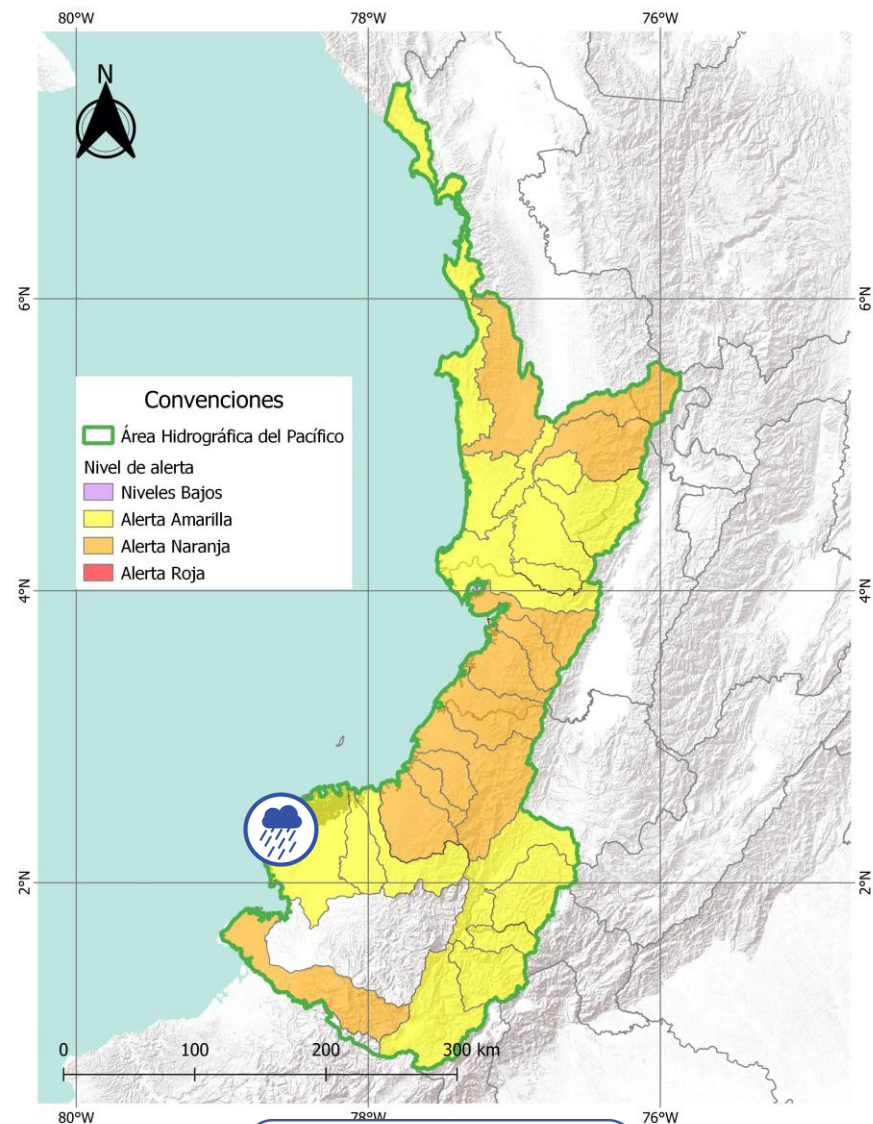 80°W
78°W
76°W
N
6°N
6°N
Convenciones
Área Hidrográfica del Pacífico
Nivel de alerta
Niveles Bajos
Alerta Amarilla
Alerta Naranja
Alerta Roja
4°N
4°N
2°N
2°N
0 100 200 300 km
80°W
78°W
76°W